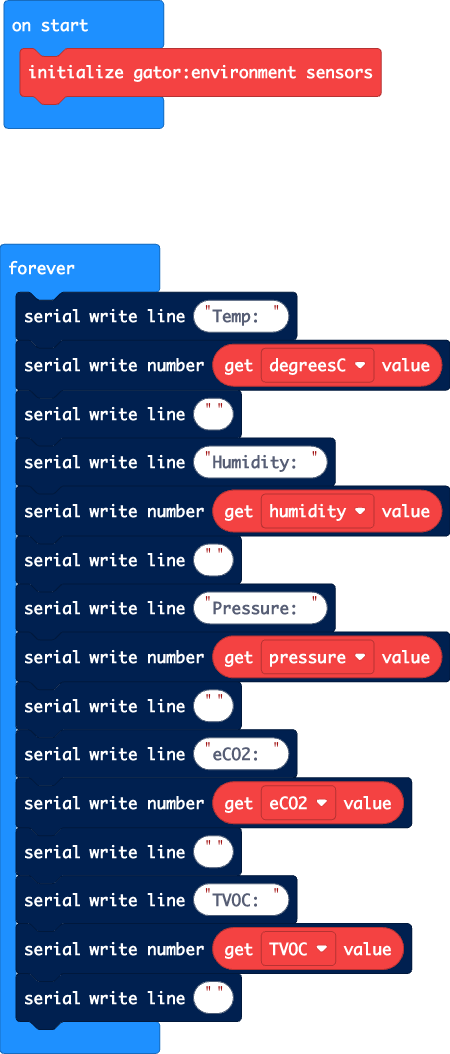 on start
initialize gator:environment sensors
forever
serial write line "Temp: "
serial write number get degreesC value
serial write line ""
serial write line "Humidity: "
serial write number get humidity value
serial write line ""
serial write line "Pressure: "
serial write number get pressure value
serial write line ""
serial write line "eCO2: "
serial write number get eCO2 value
serial write line ""
serial write line "TVOC: "
serial write number get TVOC value
serial write line ""